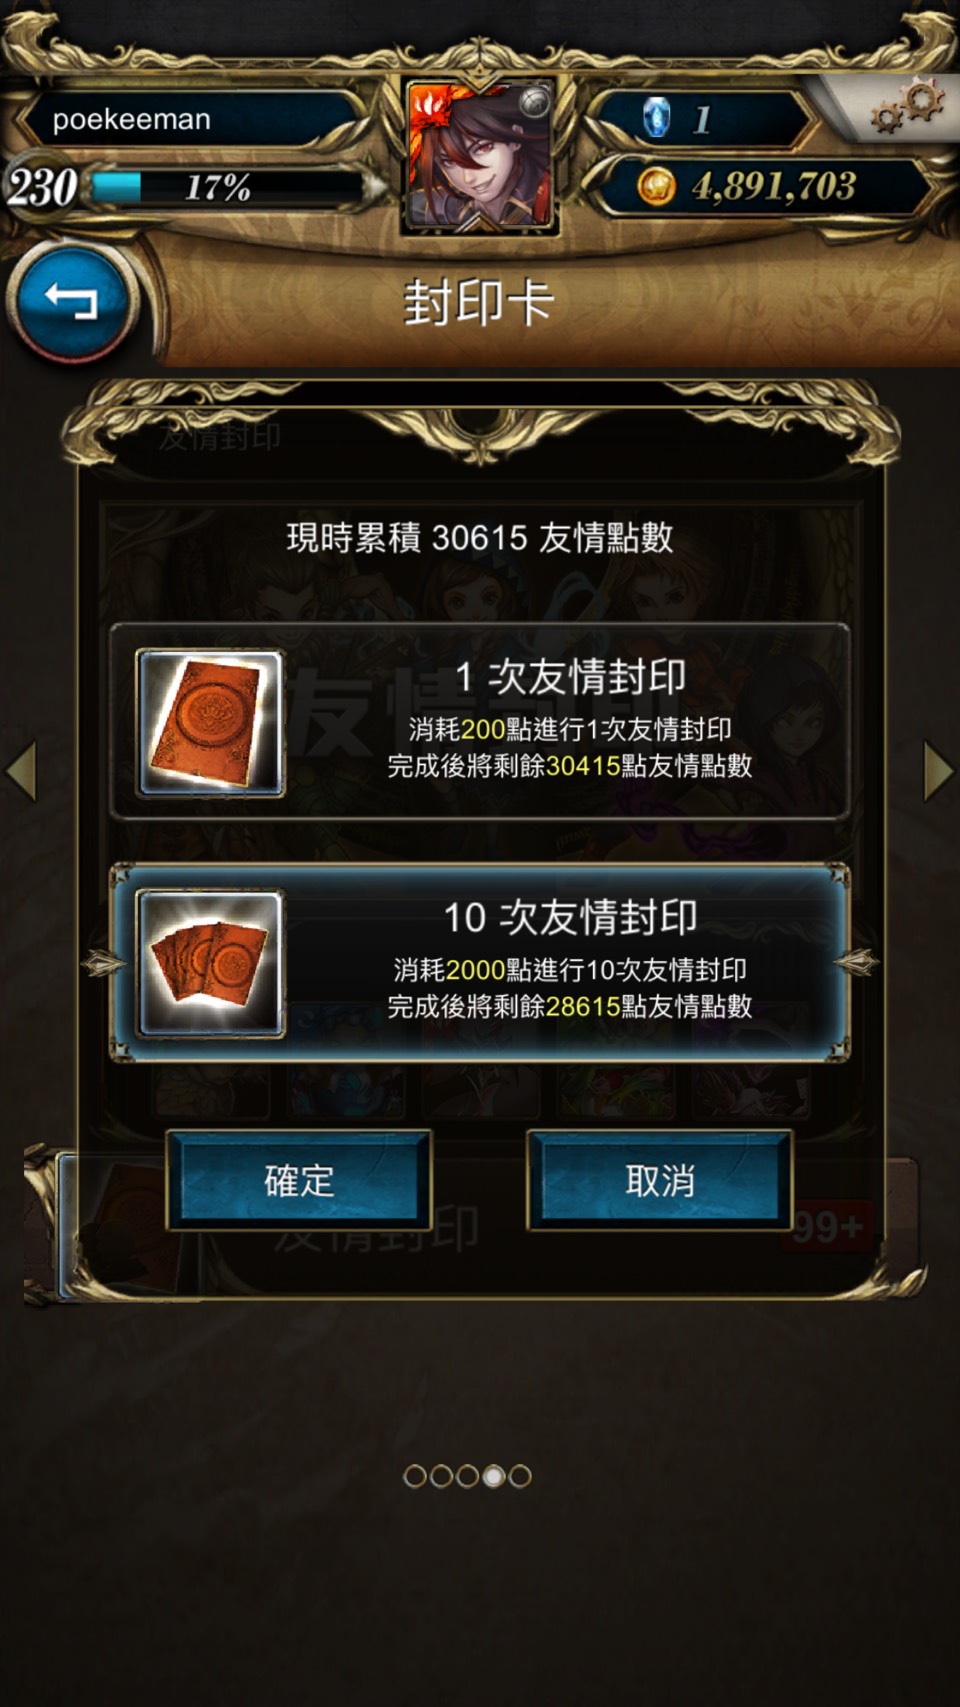 poekeeman
1
230
17%
4,891,703
封印卡
友情封印
現時累積 30615 友情點數
友情封印
1 次友情封印
消耗200點進行1次友情封印
完成後將剩餘30415點友情點數
10 次友情封印
消耗2000點進行10次友情封印
完成後將剩餘28615點友情點數
確定
取消
友情封印
99+